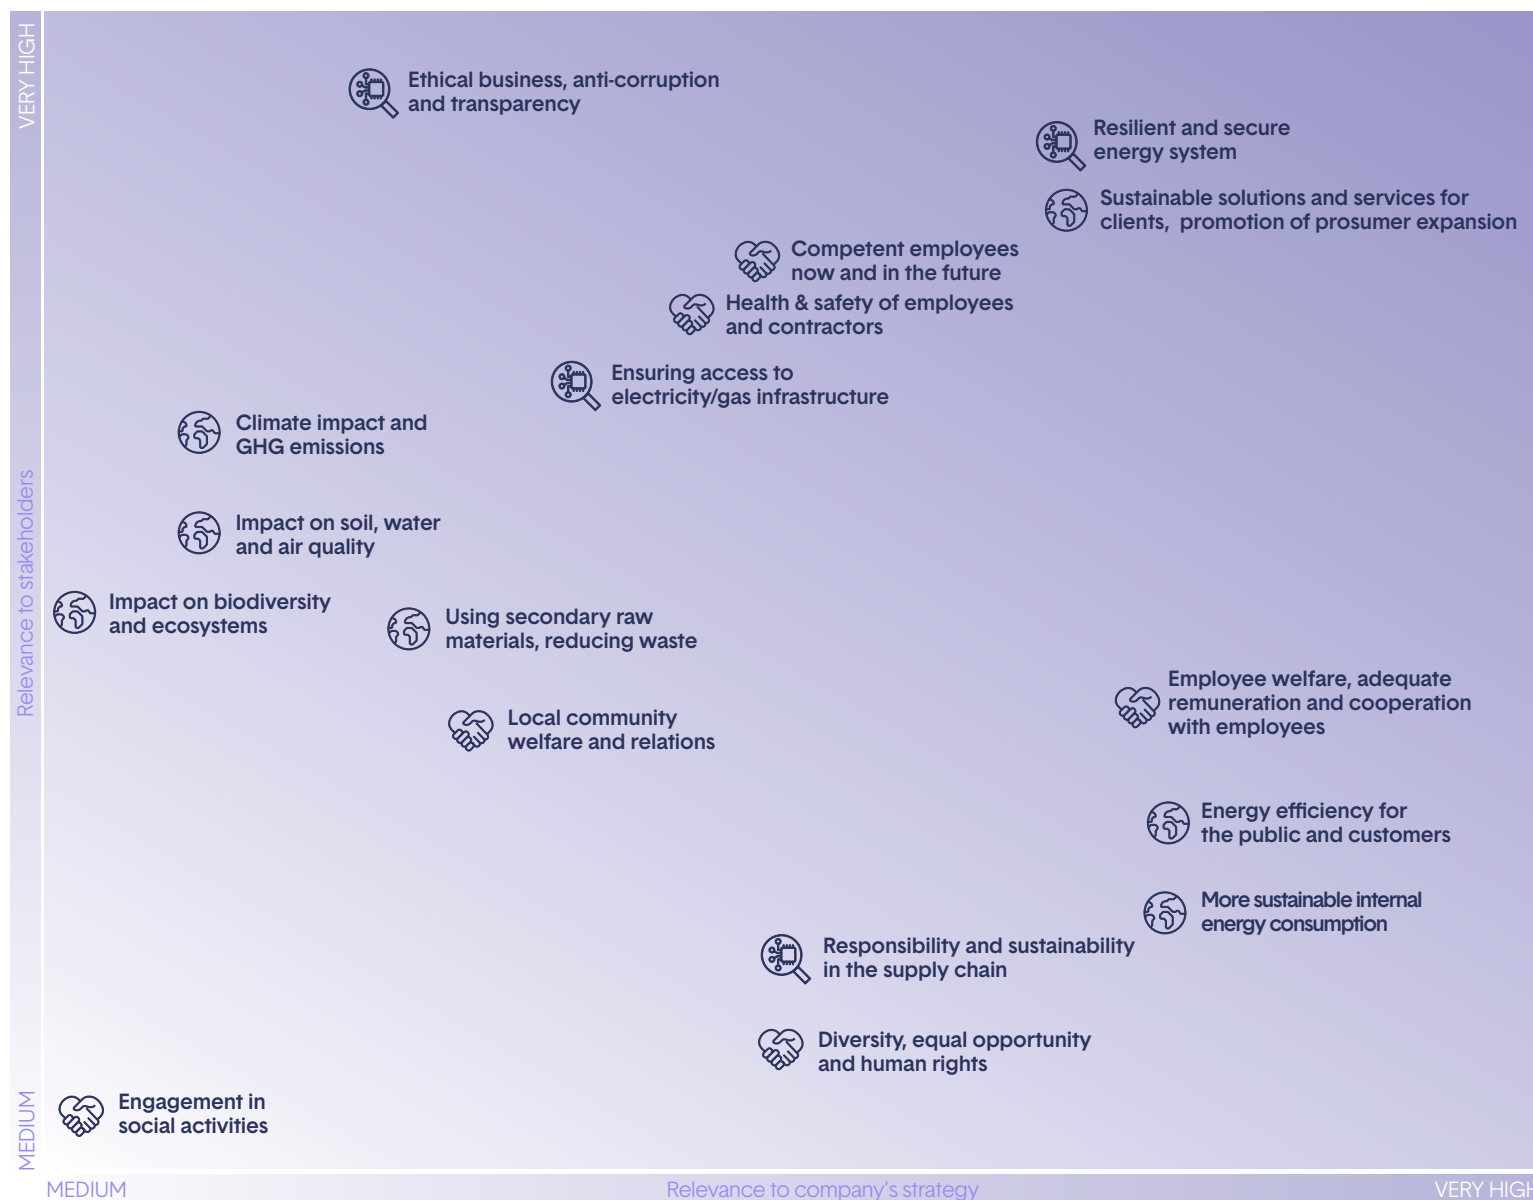 VERY HIGH
Ethical business, anti-corruption
and transparency
Resilient and secure
energy system
Sustainable solutions and services for
clients, promotion of prosumer expansion
Competent employees
now and in the future
Health & safety of employees
and contractors
Ensuring access to
electricity/gas infrastructure
Climate impact and
GHG emissions
Relevance to stakeholders
Impact on soil, water
and air quality
Impact on biodiversity
and ecosystems
Using secondary raw
materials, reducing waste
Employee welfare, adequate
remuneration and cooperation
with employees
Local community
welfare and relations
Energy efficiency for
the public and customers
More sustainable internal
energy consumption
Responsibility and sustainability
in the supply chain
Diversity, equal opportunity
and human rights
Engagement in
social activities
MEDIUM
MEDIUM
Relevance to company's strategy
VERY HIGH